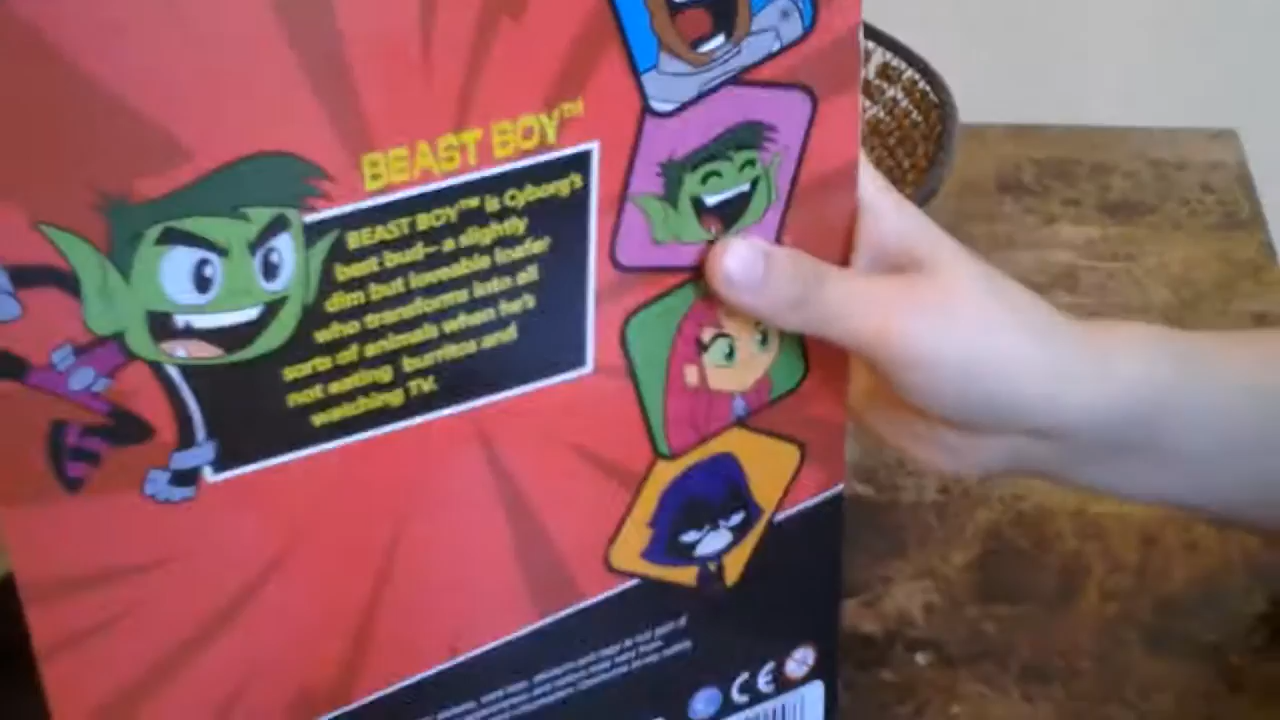 BEAST BOY™
BEAST BOY™ is Cyborg's
best bud– a slightly
dim but loveable loafer
who transforms into all
sorts of animals when he's
not eating burritos and
watching TV.
CE